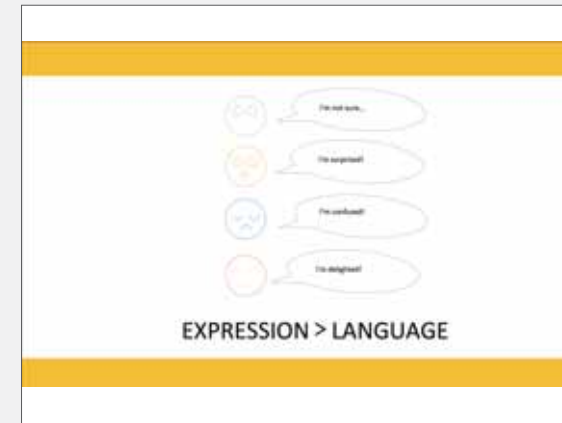 I'm not sure...
I'm surprised!
I'm confused!
I'm delighted!
EXPRESSION > LANGUAGE